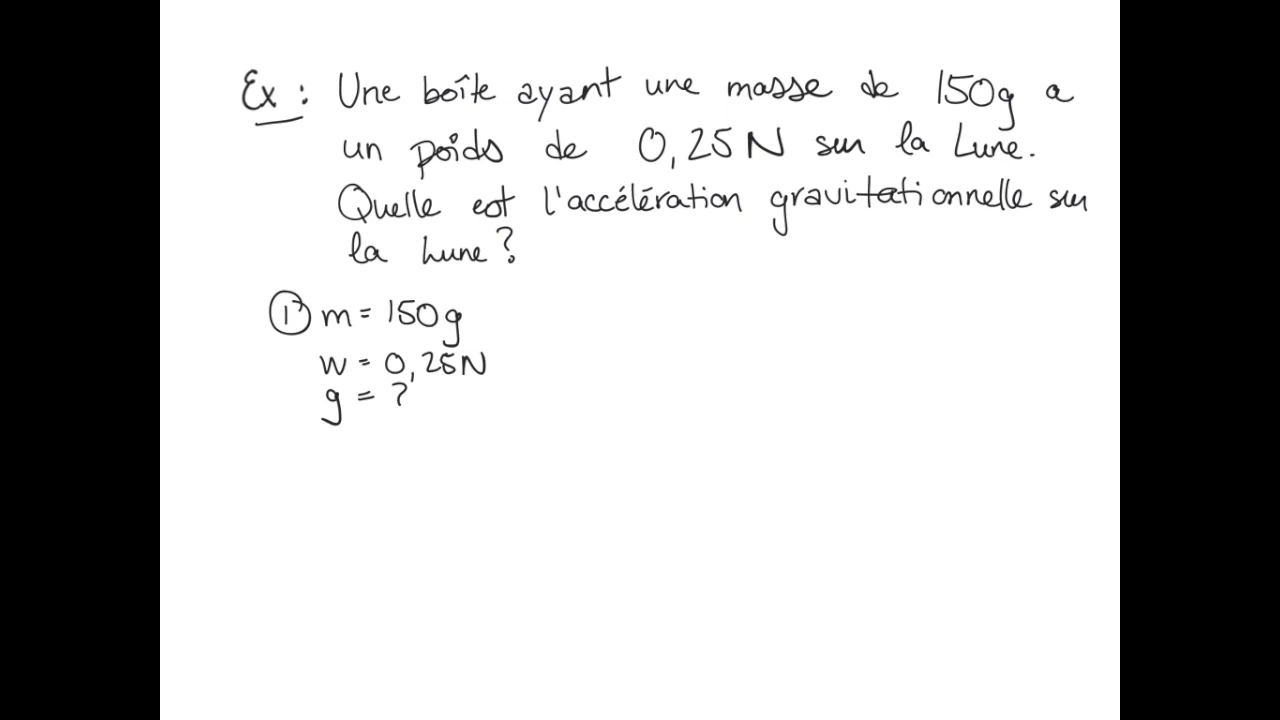 Ex : Une boîte ayant une masse de 150g a
un poids de 0,25N sur la Lune.
Quelle est l'accélération gravitationnelle sur
la Lune?
① m = 150g
w = 0,25N
g = ?